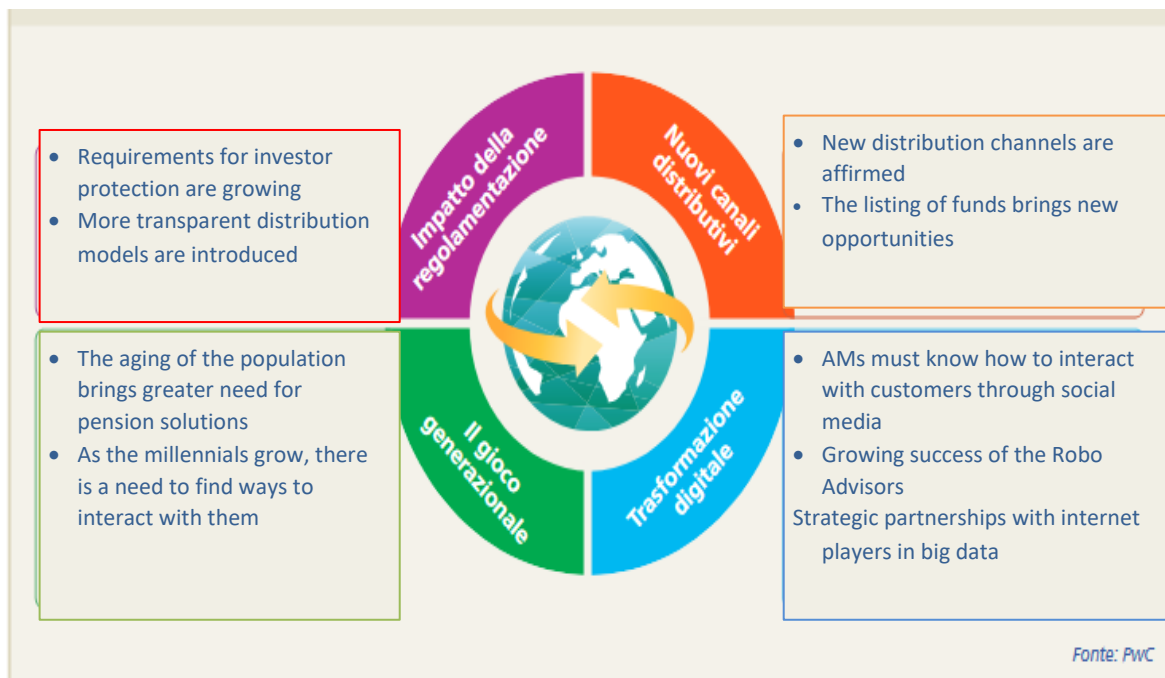 Impatto della
regolamentazione
• Requirements for investor
protection are growing
• More transparent distribution
models are introduced
Nuovi canali
distributivi
• New distribution channels are
affirmed
• The listing of funds brings new
opportunities
Il gioco
generazionale
• The aging of the population
brings greater need for
pension solutions
• As the millennials grow, there
is a need to find ways to
interact with them
Trasformazione
digitale
• AMs must know how to interact
with customers through social
media
• Growing success of the Robo
Advisors
Strategic partnerships with internet
players in big data
Fonte: PwC